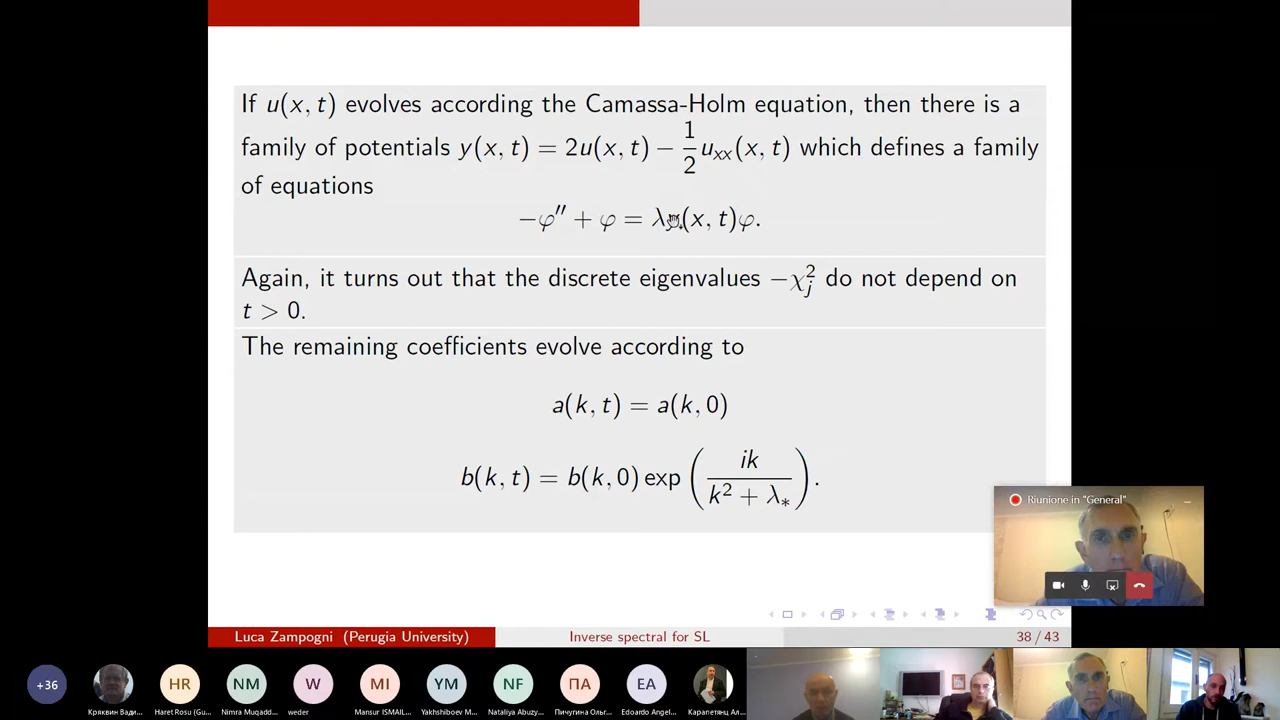 If u(x, t) evolves according the Camassa-Holm equation, then there is a
family of potentials y(x, t) = 2u(x, t) − 1/2 u_xx(x, t) which defines a family
of equations
−φ″ + φ = λy(x, t)φ.
Again, it turns out that the discrete eigenvalues −χ_j^2 do not depend on
t > 0.
The remaining coefficients evolve according to
a(k, t) = a(k, 0)
b(k, t) = b(k, 0) exp ( ik / k^2 + λ_* ).
Riunione in "General"
Luca Zampogni (Perugia University) Inverse spectral for SL 38 / 43
+36 HR NM W MI YM NF ПА EA
Кряквин Вади... Haret Rosu (Gu... Nimra Muqadd... weder Mansur ISMAIL... Yakhshiboev M... Nataliya Abuzy... Пичугина Ольг... Edoardo Angel... Карапетянц Ал...